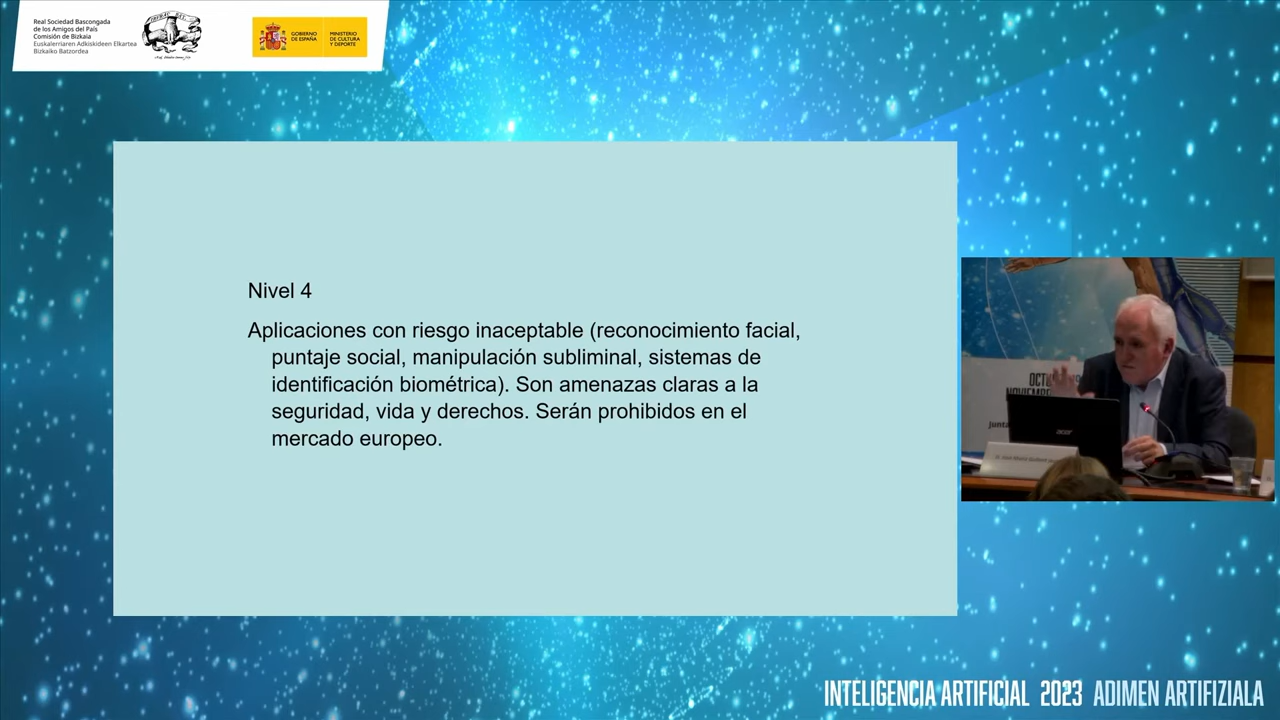 Real Sociedad Bascongada
de los Amigos del País
Comisión de Bizkaia
Euskalerriaren Adkiskideen Elkartea
Bizkaiko Batzordea
GOBIERNO
DE ESPAÑA
MINISTERIO
DE CULTURA
Y DEPORTE
Nivel 4
Aplicaciones con riesgo inaceptable (reconocimiento facial,
puntaje social, manipulación subliminal, sistemas de
identificación biométrica). Son amenazas claras a la
seguridad, vida y derechos. Serán prohibidos en el
mercado europeo.
acer
INTELIGENCIA ARTIFICIAL 2023 ADIMEN ARTIFIZIALA